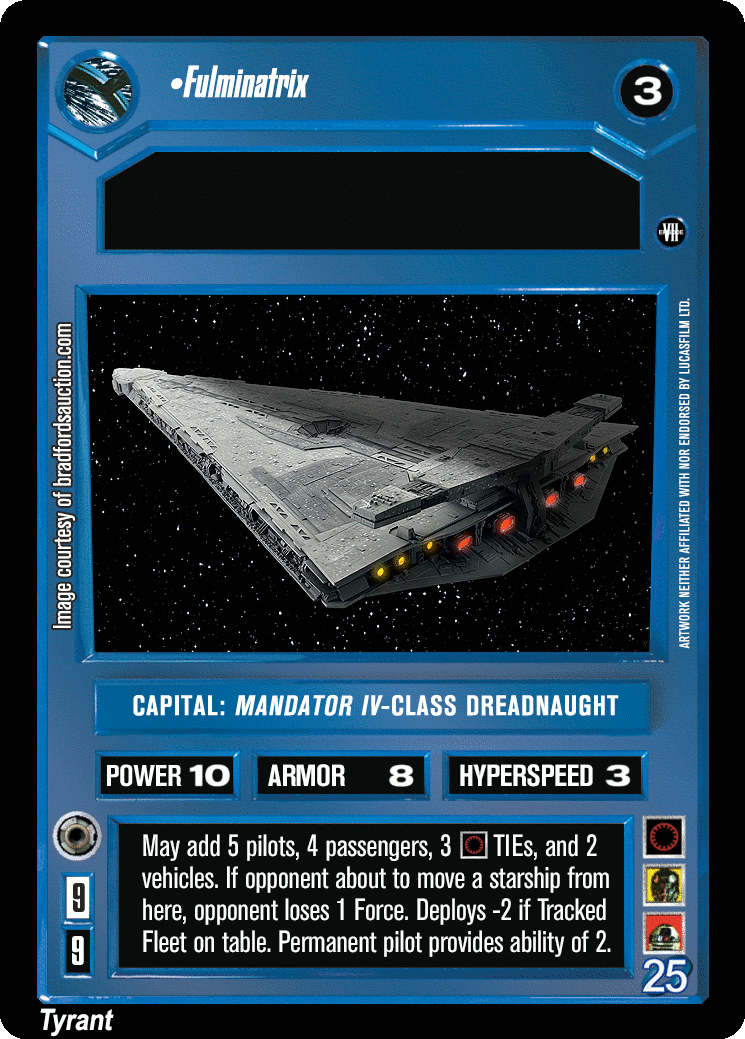 •Fulminatrix
3
EPISODE
VII
Image courtesy of bradfordsauction.com
ARTWORK NEITHER AFFILIATED WITH NOR ENDORSED BY LUCASFILM LTD.
CAPITAL: MANDATOR IV-CLASS DREADNAUGHT
POWER 10 ARMOR 8 HYPERSPEED 3
May add 5 pilots, 4 passengers, 3 TIEs, and 2
vehicles. If opponent about to move a starship from
here, opponent loses 1 Force. Deploys -2 if Tracked
Fleet on table. Permanent pilot provides ability of 2.
9
9
25
Tyrant